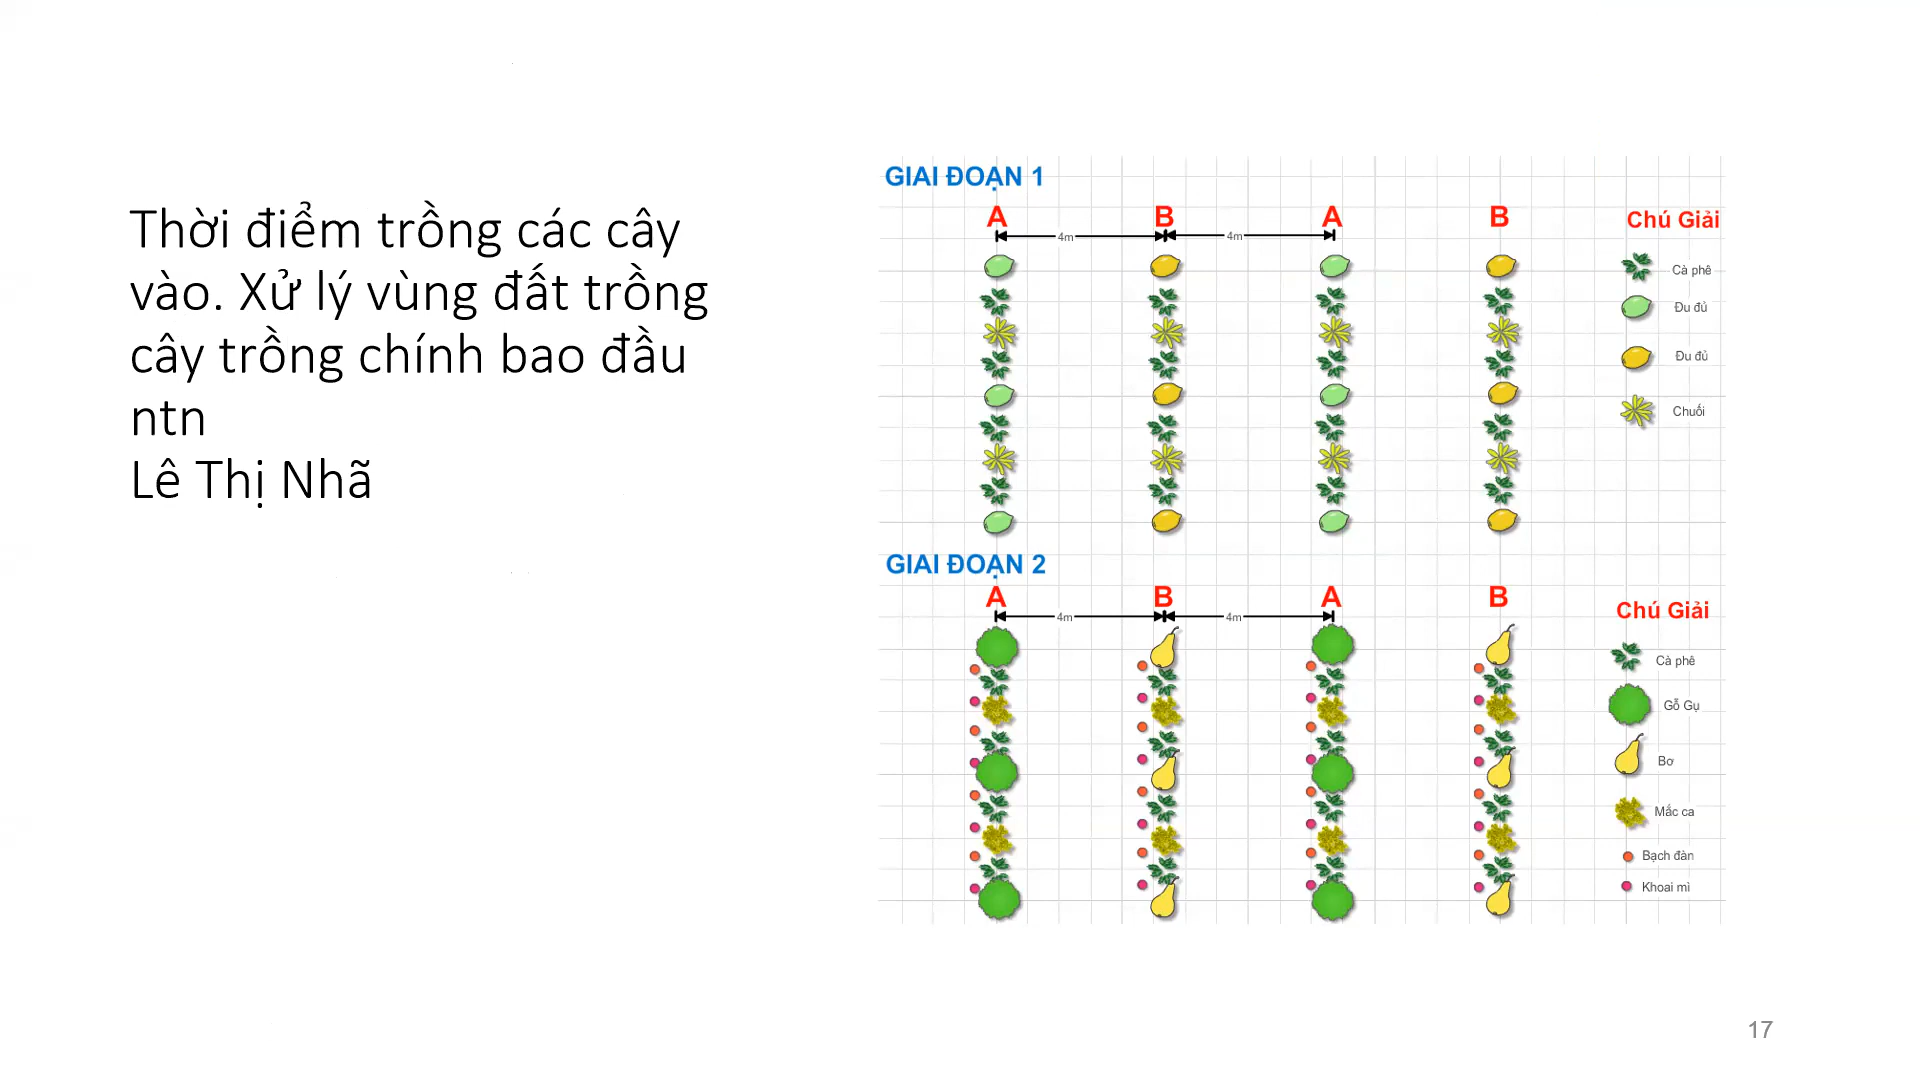 Thời điểm trồng các cây
vào. Xử lý vùng đất trồng
cây trồng chính bao đầu
ntn
Lê Thị Nhã
GIAI ĐOẠN 1
A B A B
4m 4m
Chú Giải
Cà phê
Đu đủ
Đu đủ
Chuối
GIAI ĐOẠN 2
A B A B
4m 4m
Chú Giải
Cà phê
Gỗ Gụ
Bơ
Mắc ca
Bạch đàn
Khoai mì
17